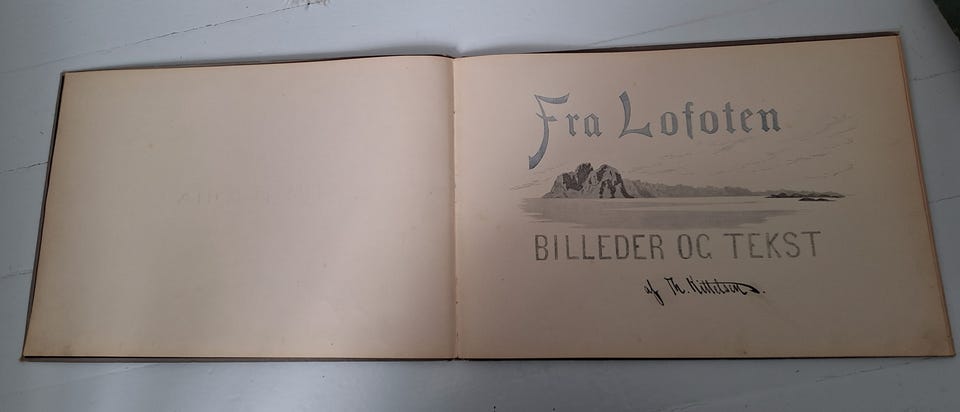 Fra Lofoten
BILLEDER OG TEKST
af Th. Kittelsen.